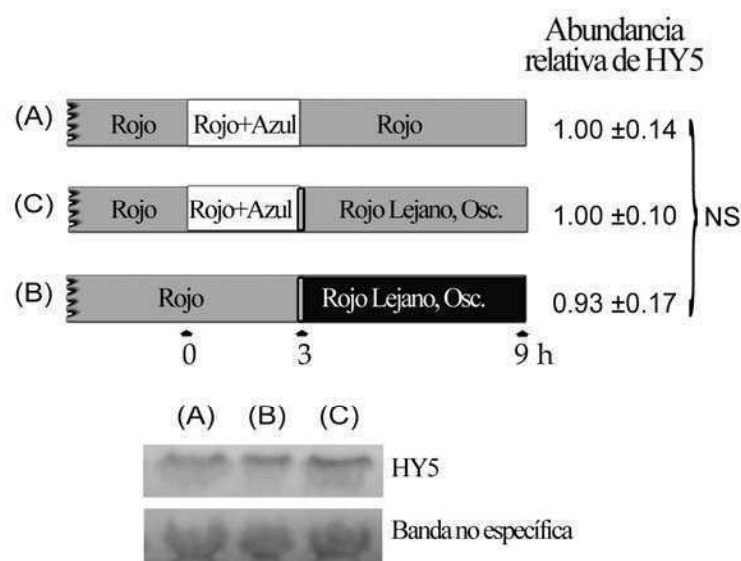 Abundancia
relativa de HY5
(A) Rojo Rojo+Azul Rojo 1.00 ±0.14
(C) Rojo Rojo+Azul Rojo Lejano, Osc. 1.00 ±0.10 NS
(B) Rojo Rojo Lejano, Osc. 0.93 ±0.17
0 3 9 h
(A) (B) (C)
HY5
Banda no específica